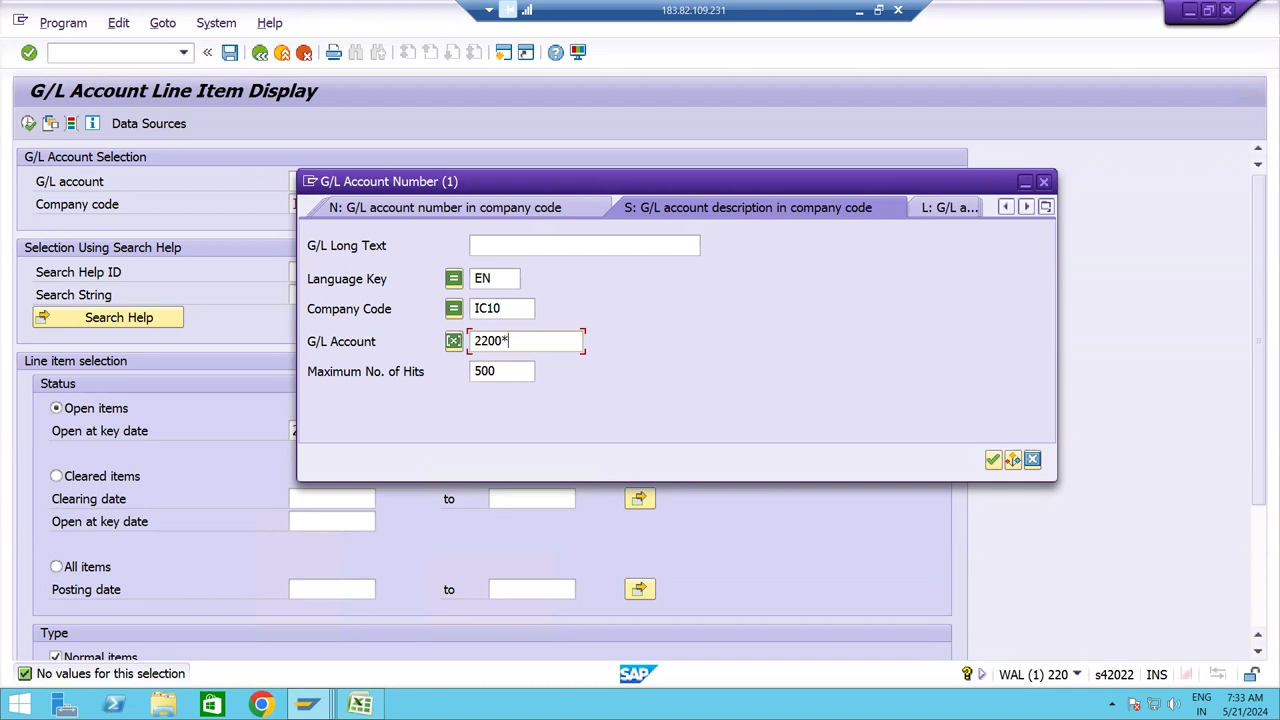 183.82.109.231
Program Edit Goto System Help
G/L Account Line Item Display
Data Sources
G/L Account Selection
G/L account
Company code
G/L Account Number (1)
N: G/L account number in company code
S: G/L account description in company code
L: G/L a...
G/L Long Text
Language Key EN
Company Code IC10
G/L Account 2200*
Maximum No. of Hits 500
Selection Using Search Help
Search Help ID
Search String
Search Help
Line item selection
Status
Open items
Open at key date
Cleared items
Clearing date to
Open at key date
All items
Posting date to
Type
Normal items
No values for this selection
SAP
WAL (1) 220 s42022 INS
ENG 7:33 AM
IN 5/21/2024